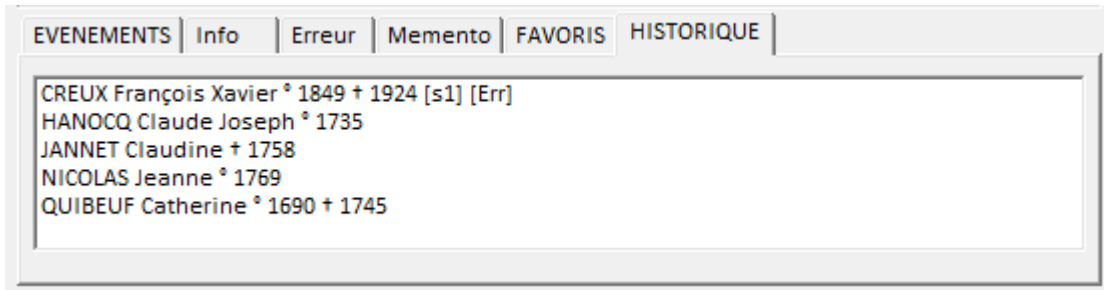 EVENEMENTS Info Erreur Memento FAVORIS HISTORIQUE
CREUX François Xavier ° 1849 † 1924 [s1] [Err]
HANOCQ Claude Joseph ° 1735
JANNET Claudine † 1758
NICOLAS Jeanne ° 1769
QUIBEUF Catherine ° 1690 † 1745